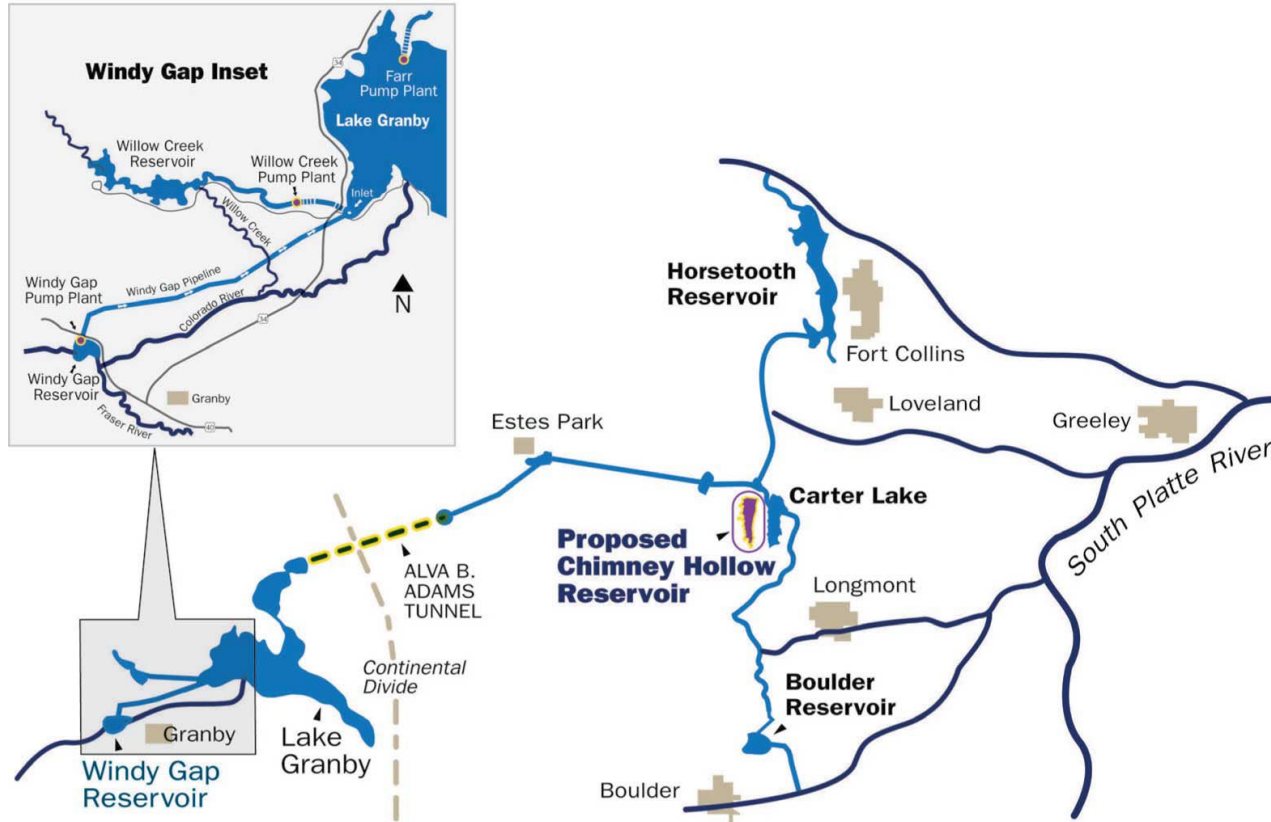 Windy Gap Inset
34
Farr
Pump Plant
Lake Granby
Willow Creek
Reservoir
Willow Creek
Pump Plant
Inlet
Willow Creek
Windy Gap
Pump Plant
Windy Gap Pipeline
Colorado River
N
34
Windy Gap
Reservoir
Granby
Fraser River
40
Horsetooth
Reservoir
Fort Collins
Loveland
Greeley
Estes Park
South Platte River
Carter Lake
Proposed
Chimney Hollow
Reservoir
ALVA B.
ADAMS
TUNNEL
Longmont
Continental
Divide
Boulder
Reservoir
Granby
Lake
Granby
Windy Gap
Reservoir
Boulder